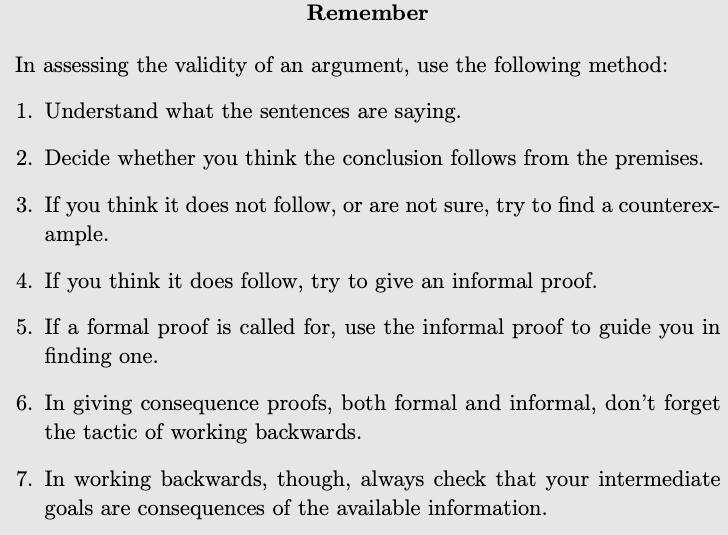 Remember
In assessing the validity of an argument, use the following method:
1. Understand what the sentences are saying.
2. Decide whether you think the conclusion follows from the premises.
3. If you think it does not follow, or are not sure, try to find a counterex-
ample.
4. If you think it does follow, try to give an informal proof.
5. If a formal proof is called for, use the informal proof to guide you in
finding one.
6. In giving consequence proofs, both formal and informal, don't forget
the tactic of working backwards.
7. In working backwards, though, always check that your intermediate
goals are consequences of the available information.